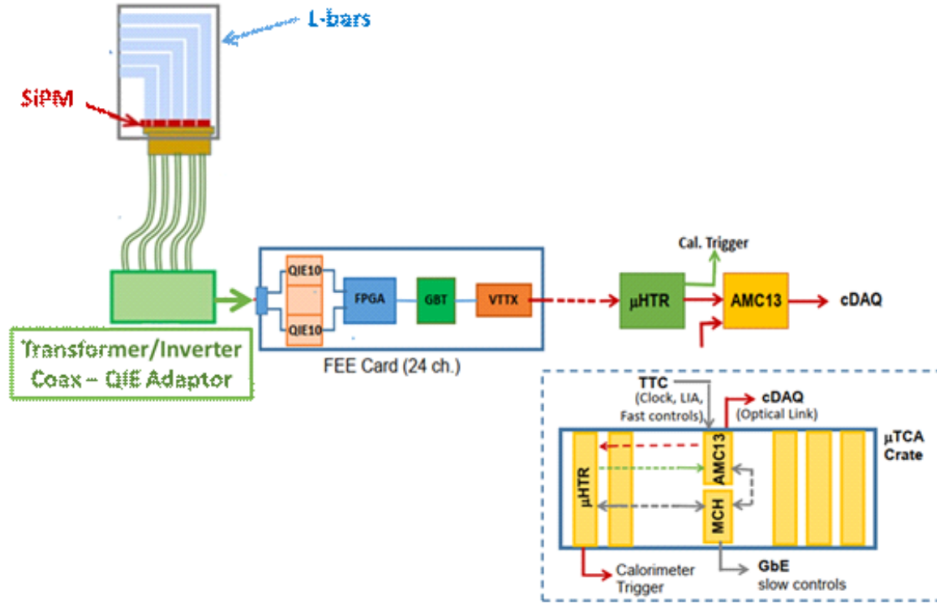 L-bars
SiPM
Cal. Trigger
QIE10
FPGA
GBT
VTTX
QIE10
μHTR
AMC13
cDAQ
Transformer/Inverter
Coax – QIE Adaptor
FEE Card (24 ch.)
TTC
(Clock, LIA,
Fast controls)
cDAQ
(Optical Link)
μTCA
Crate
μHTR
AMC13
MCH
Calorimeter
Trigger
GbE
slow controls